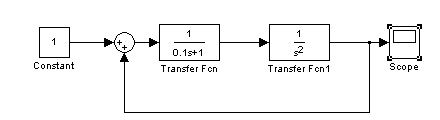 1
Constant
+
+
1
0.1s+1
Transfer Fcn
1
s²
Transfer Fcn1
Scope